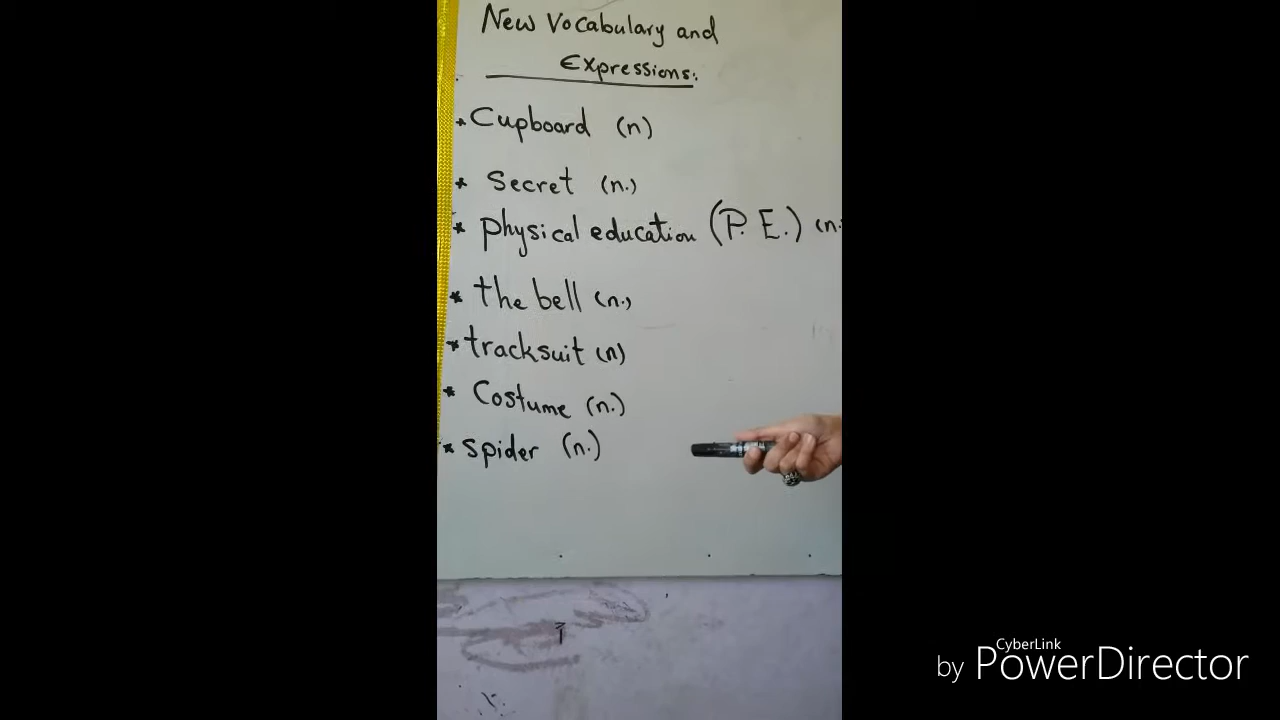 New Vocabulary and
Expressions:
* Cupboard (n)
* Secret (n.)
* Physical education (P. E.) (n.
* the bell (n.)
* tracksuit (n)
* Costume (n.)
* spider (n.)
CyberLink
by PowerDirector